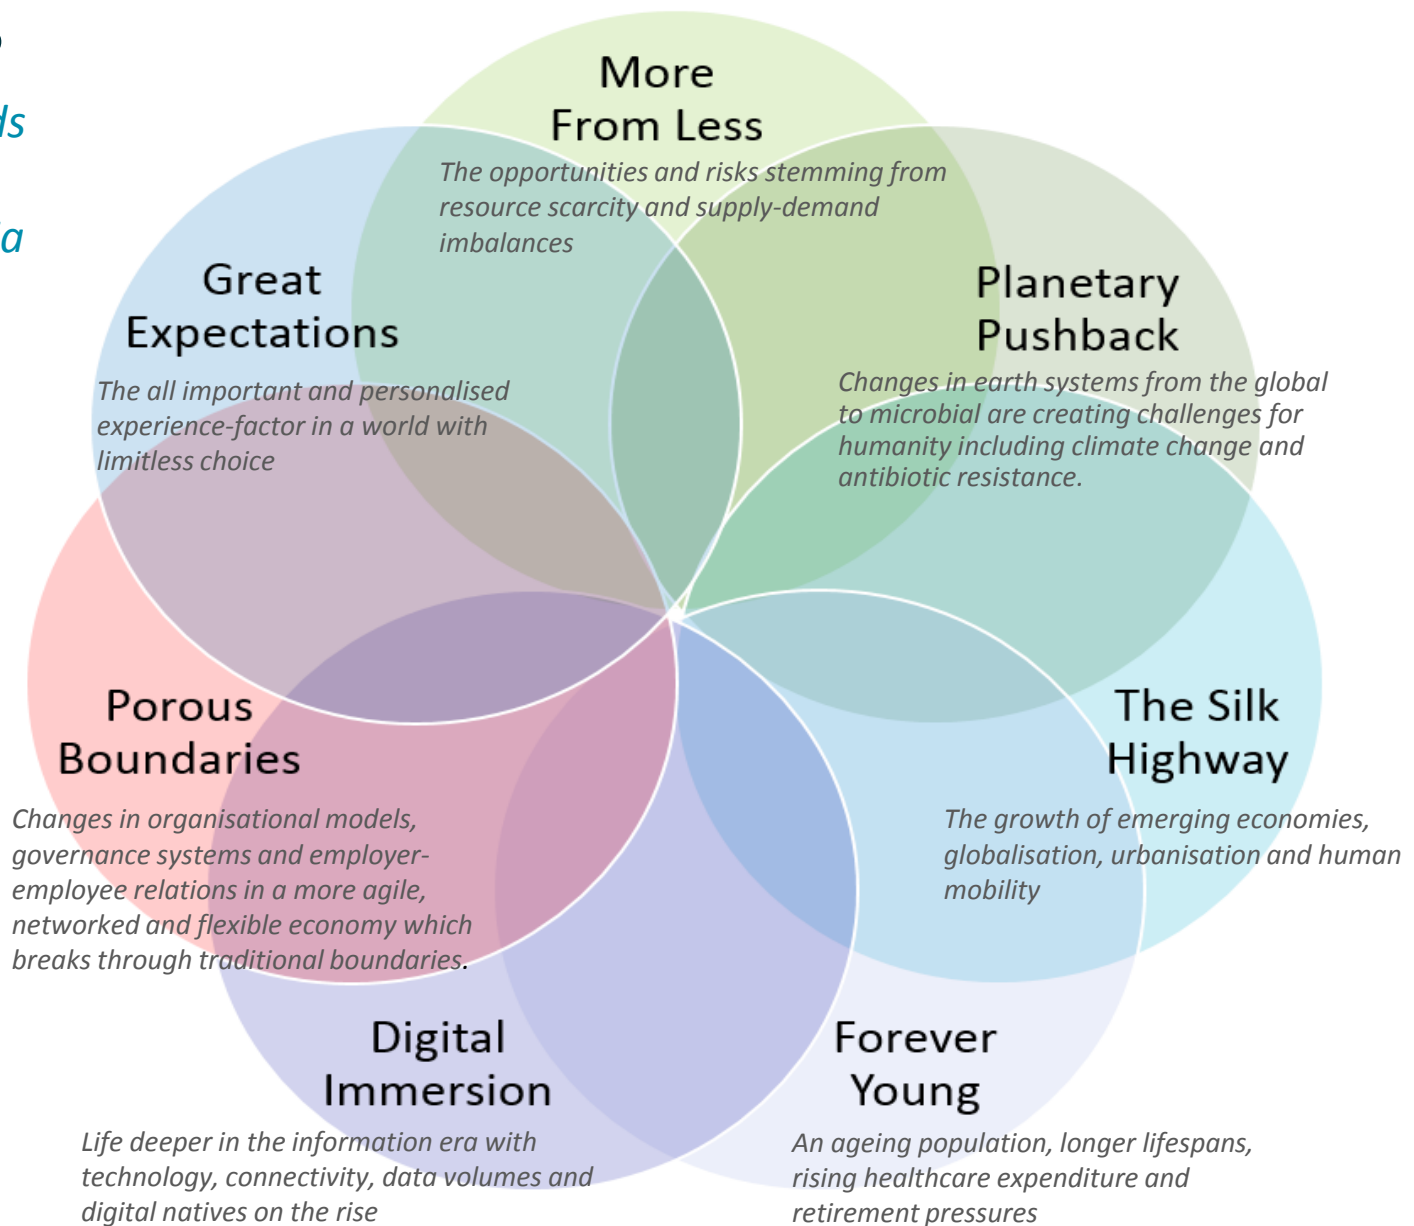 More
From Less
The opportunities and risks stemming from
resource scarcity and supply-demand
imbalances
Planetary
Pushback
Changes in earth systems from the global
to microbial are creating challenges for
humanity including climate change and
antibiotic resistance.
The Silk
Highway
The growth of emerging economies,
globalisation, urbanisation and human
mobility
Forever
Young
An ageing population, longer lifespans,
rising healthcare expenditure and
retirement pressures
Digital
Immersion
Life deeper in the information era with
technology, connectivity, data volumes and
digital natives on the rise
Porous
Boundaries
Changes in organisational models,
governance systems and employer-
employee relations in a more agile,
networked and flexible economy which
breaks through traditional boundaries.
Great
Expectations
The all important and personalised
experience-factor in a world with
limitless choice